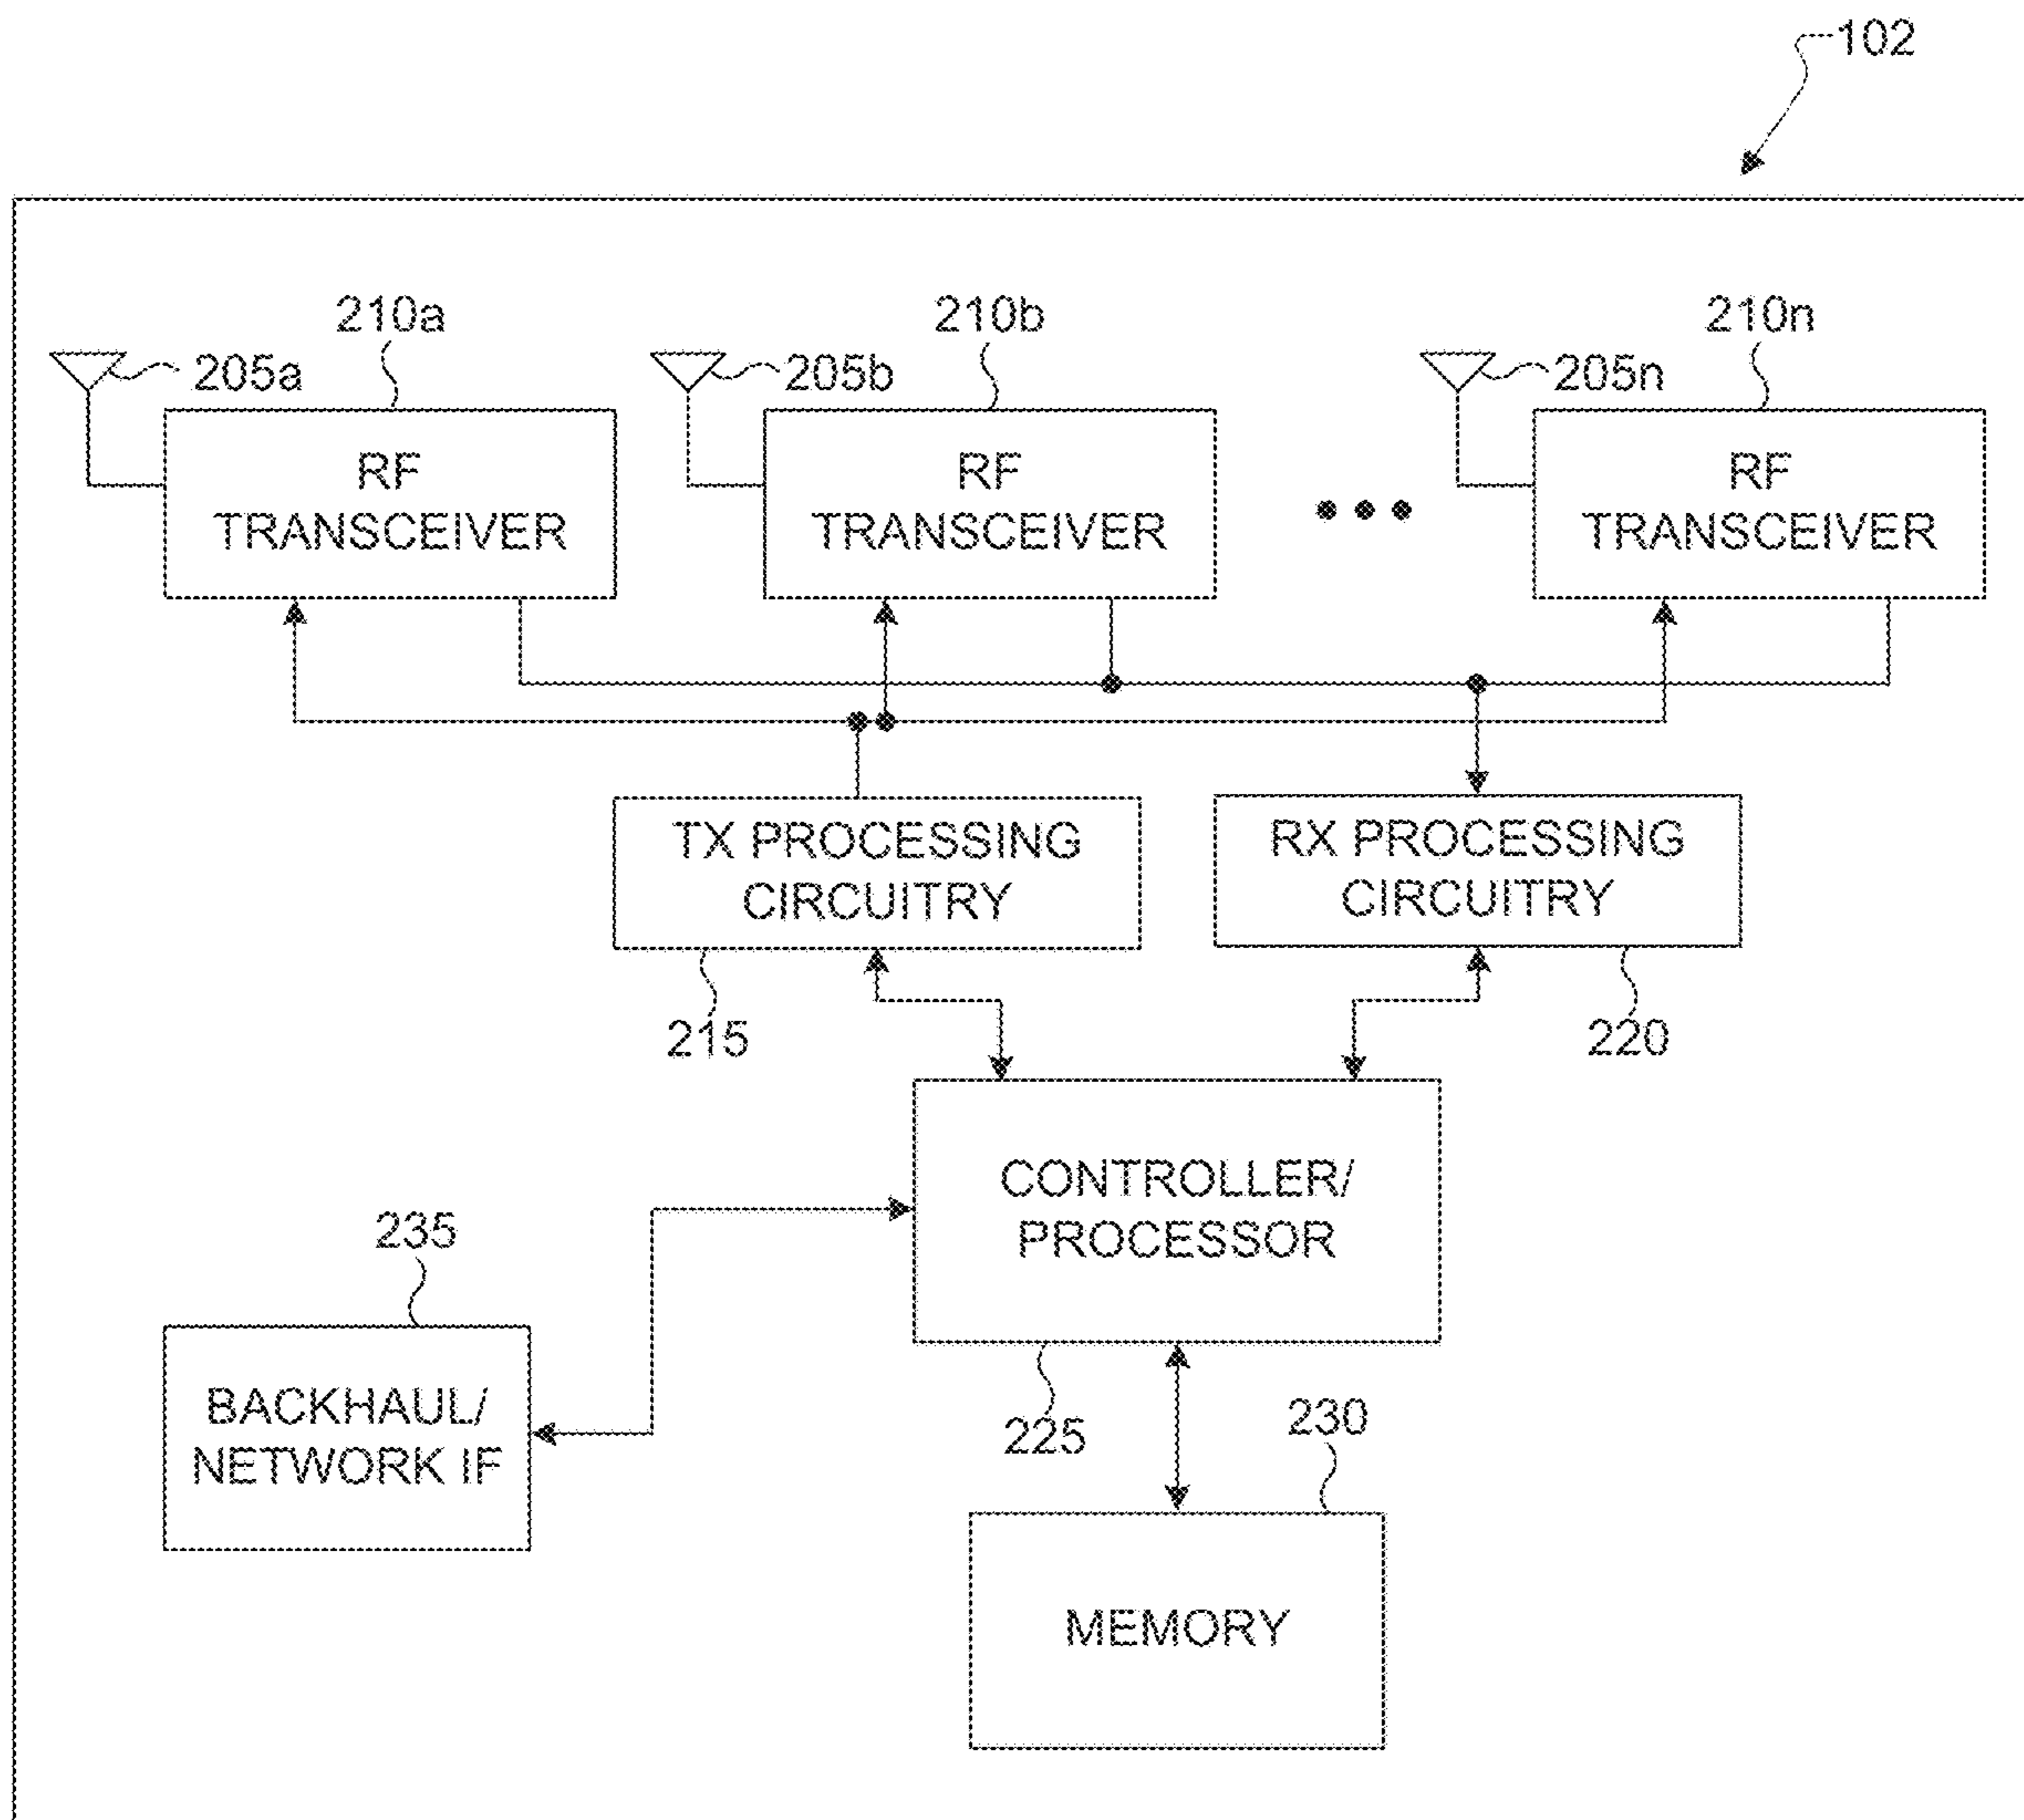 102
210a
210b
210n
205a
205b
205n
RF
TRANSCEIVER
RF
TRANSCEIVER
RF
TRANSCEIVER
TX PROCESSING
CIRCUITRY
RX PROCESSING
CIRCUITRY
215
220
CONTROLLER/
PROCESSOR
235
BACKHAUL/
NETWORK IF
225
230
MEMORY